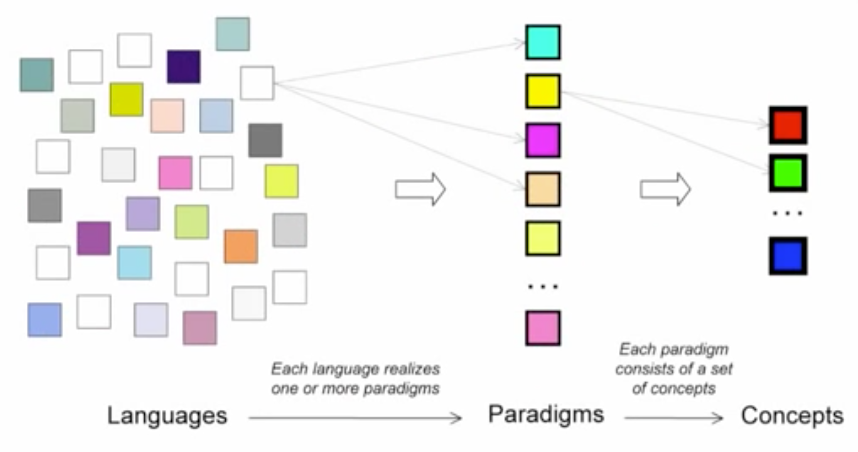 ...
...
Each language realizes
one or more paradigms
Each paradigm
consists of a set
of concepts
Languages
Paradigms
Concepts